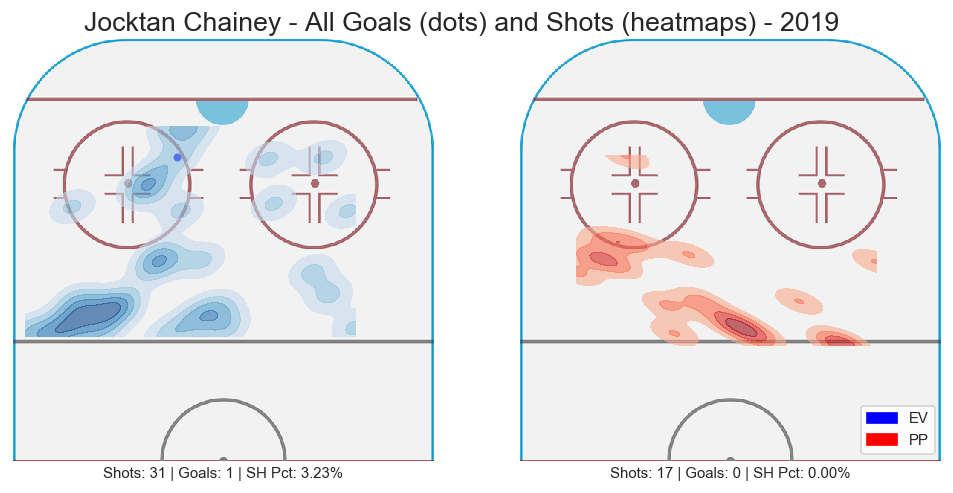 Jocktan Chainey - All Goals (dots) and Shots (heatmaps) - 2019
EV
PP
Shots: 31 | Goals: 1 | SH Pct: 3.23%
Shots: 17 | Goals: 0 | SH Pct: 0.00%